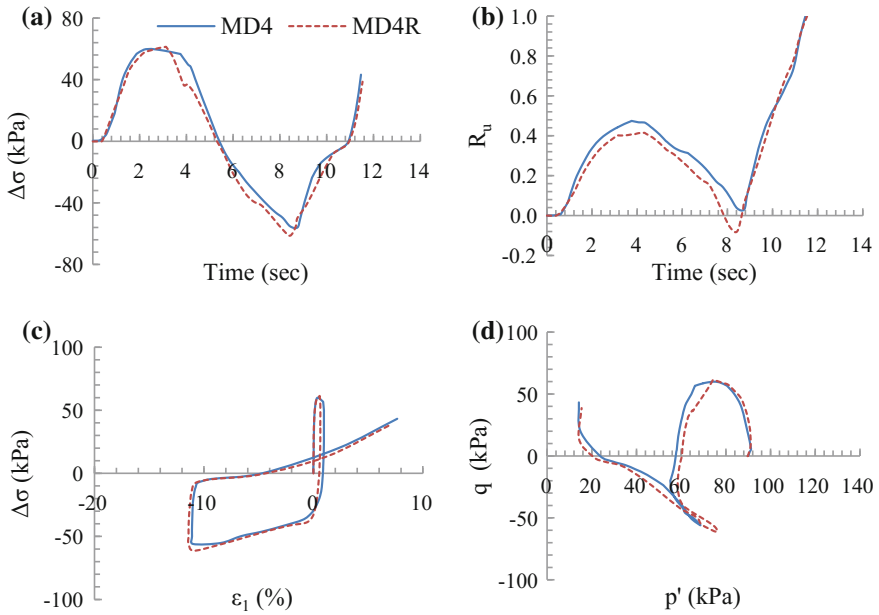 (a)
MD4 MD4R
Δσ (kPa)
80
40
0
-40
-80
0 2 4 6 8 10 12 14
Time (sec)
(b)
R_u
1.0
0.8
0.6
0.4
0.2
0.0
-0.2
0 2 4 6 8 10 12 14
Time (sec)
(c)
Δσ (kPa)
100
50
0
-50
-100
-20 -10 0 10
ε₁ (%)
(d)
q (kPa)
100
50
0
-50
-100
0 20 40 60 80 100 120 140
p' (kPa)